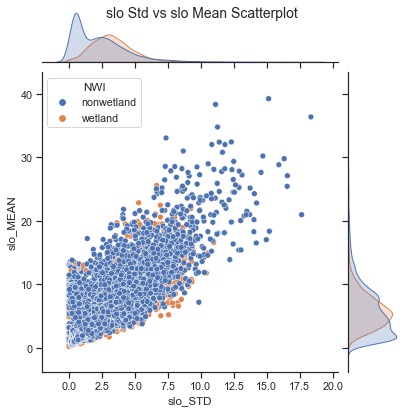 slo Std vs slo Mean Scatterplot
NWI
nonwetland
wetland
40
30
20
10
0
slo_MEAN
0.0 2.5 5.0 7.5 10.0 12.5 15.0 17.5 20.0
slo_STD